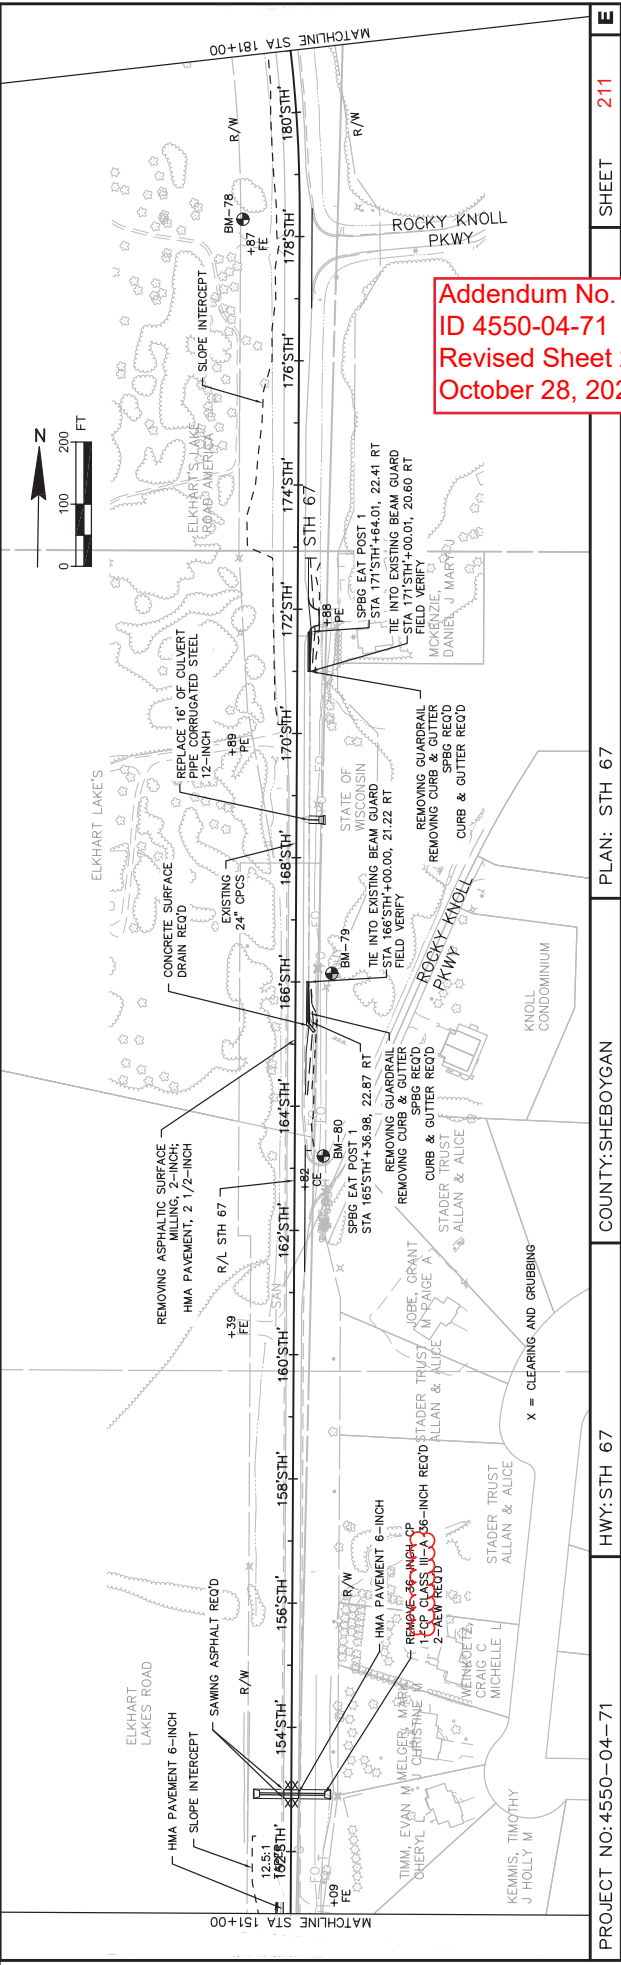 MATCHLINE STA 181+00
180'STH'
R/W
R/W
BM-78
+87
FE
178'STH'
ROCKY KNOLL
PKWY
SLOPE INTERCEPT
176'STH'
Addendum No.
ID 4550-04-71
Revised Sheet
October 28, 202
N
0 100 200
FT
ELKHART'S LAKE
ROAD AMERICA
174'STH'
STH 67
172'STH'
+88
PE
SPBG EAT POST 1
STA 171'STH'+64.01, 22.41 RT
TIE INTO EXISTING BEAM GUARD
STA 171'STH'+00.01, 20.60 RT
FIELD VERIFY
MCKENZIE,
DANIEL J MARY J
REMOVING GUARDRAIL
REMOVING CURB & GUTTER
SPBG REQ'D
CURB & GUTTER REQ'D
REPLACE 16' OF CULVERT
PIPE CORRUGATED STEEL
12-INCH
+89
PE
170'STH'
FO
STATE OF
WISCONSIN
ELKHART LAKE'S
EXISTING
24" CPCS
168'STH'
TIE INTO EXISTING BEAM GUARD
STA 166'STH'+00.00, 21.22 RT
FIELD VERIFY
CONCRETE SURFACE
DRAIN REQ'D
166'STH'
BM-79
ROCKY KNOLL
PKWY
KNOLL
CONDOMINIUM
REMOVING ASPHALTIC SURFACE
MILLING, 2-INCH;
HMA PAVEMENT, 2 1/2-INCH
164'STH'
FO
BM-80
+82
CE
SPBG EAT POST 1
STA 165'STH'+36.98, 22.87 RT
REMOVING GUARDRAIL
REMOVING CURB & GUTTER
SPBG REQ'D
CURB & GUTTER REQ'D
STADER TRUST
ALLAN & ALICE
R/L STH 67
162'STH'
SAN
+39
FE
160'STH'
JOBE, GRANT
M PAIGE A
STADER TRUST
ALLAN & ALICE
X = CLEARING AND GRUBBING
158'STH'
HMA PAVEMENT 6-INCH
REMOVE 36-INCH CP
1-CP CLASS III-A 36-INCH REQ'D
2-AEW REQ'D
STADER TRUST
ALLAN & ALICE
156'STH'
R/W
SAWING ASPHALT REQ'D
R/W
WEINKOETZ,
CRAIG C
MICHELLE L
ELKHART
LAKES ROAD
154'STH'
MELGER, MARK
J CHRISTINE M
TIMM, EVAN M
CHERYL L
HMA PAVEMENT 6-INCH
SLOPE INTERCEPT
152'STH'
12.5:1
TAPER
FO
+09
FE
KEMMIS, TIMOTHY
J HOLLY M
MATCHLINE STA 151+00
PROJECT NO: 4550-04-71
HWY: STH 67
COUNTY: SHEBOYGAN
PLAN: STH 67
SHEET 211
E